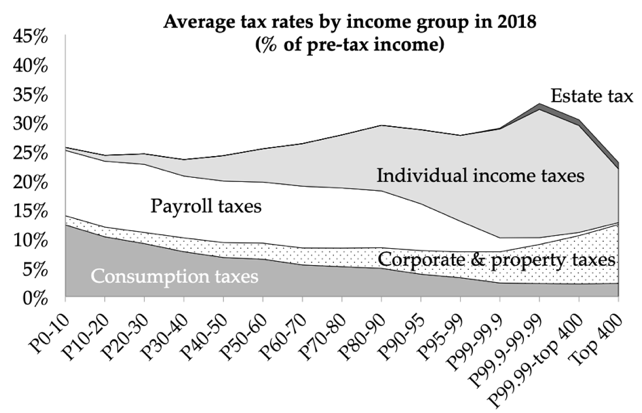 Average tax rates by income group in 2018
(% of pre-tax income)
45%
40%
35%
30%
25%
20%
15%
10%
5%
0%
Estate tax
Individual income taxes
Payroll taxes
Corporate & property taxes
Consumption taxes
P0-10
P10-20
P20-30
P30-40
P40-50
P50-60
P60-70
P70-80
P80-90
P90-95
P95-99
P99-99.9
P99.9-99.99
P99.99-top 400
Top 400